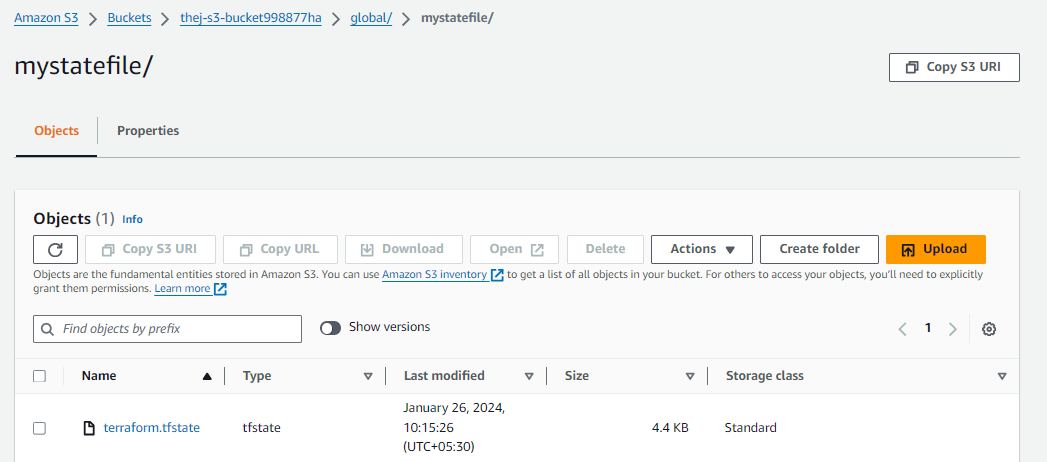 Amazon S3 > Buckets > thej-s3-bucket998877ha > global/ > mystatefile/
mystatefile/
Copy S3 URI
Objects
Properties
Objects (1) Info
Copy S3 URI
Copy URL
Download
Open
Delete
Actions
Create folder
Upload
Objects are the fundamental entities stored in Amazon S3. You can use Amazon S3 inventory to get a list of all objects in your bucket. For others to access your objects, you'll need to explicitly
grant them permissions. Learn more
Find objects by prefix
Show versions
1
Name
Type
Last modified
Size
Storage class
terraform.tfstate
tfstate
January 26, 2024,
10:15:26
(UTC+05:30)
4.4 KB
Standard